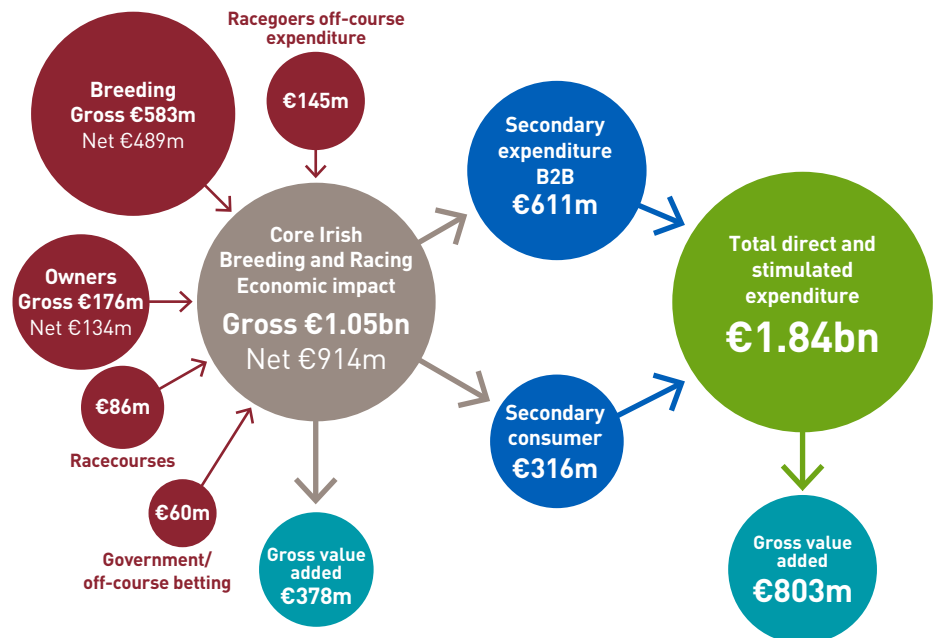 Racegoers off-course
expenditure
€145m
Breeding
Gross €583m
Net €489m
Owners
Gross €176m
Net €134m
€86m
Racecourses
€60m
Government/
off-course betting
Core Irish
Breeding and Racing
Economic impact
Gross €1.05bn
Net €914m
Gross value
added
€378m
Secondary
expenditure
B2B
€611m
Secondary
consumer
€316m
Total direct and
stimulated
expenditure
€1.84bn
Gross value
added
€803m